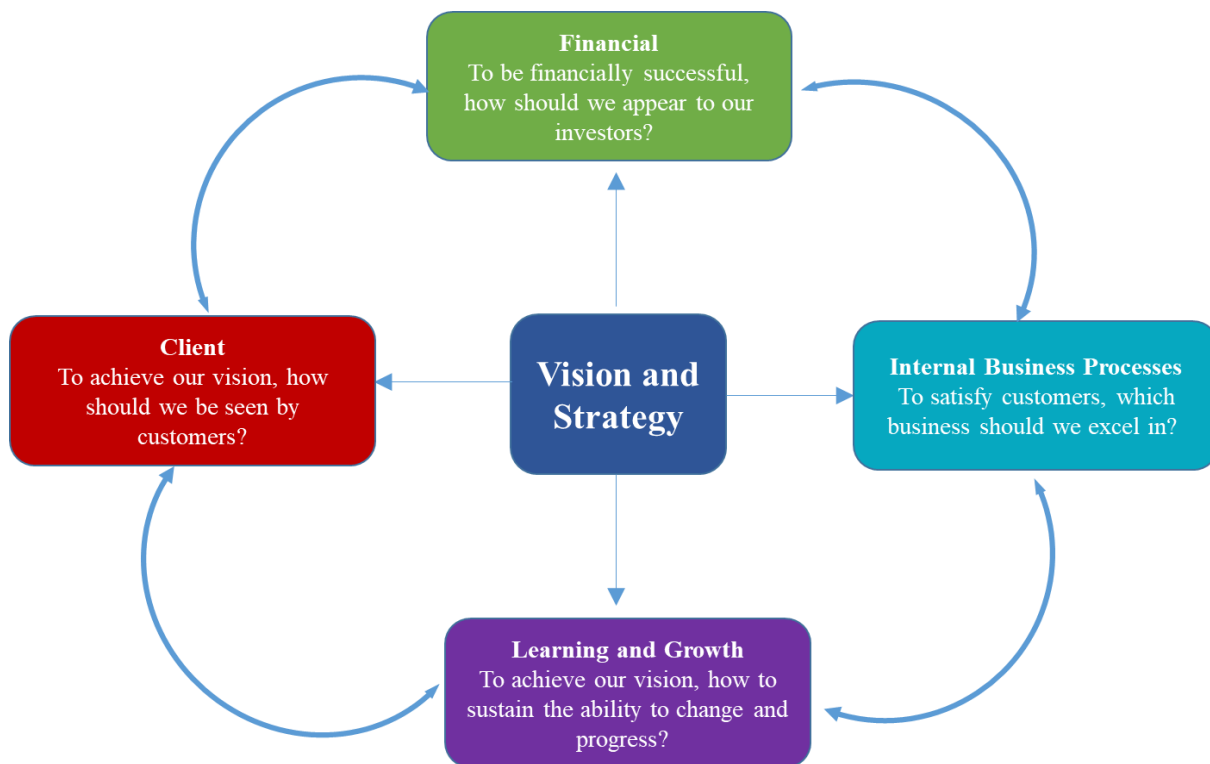 Financial
To be financially successful,
how should we appear to our
investors?
Client
To achieve our vision, how
should we be seen by
customers?
Vision and
Strategy
Internal Business Processes
To satisfy customers, which
business should we excel in?
Learning and Growth
To achieve our vision, how to
sustain the ability to change and
progress?